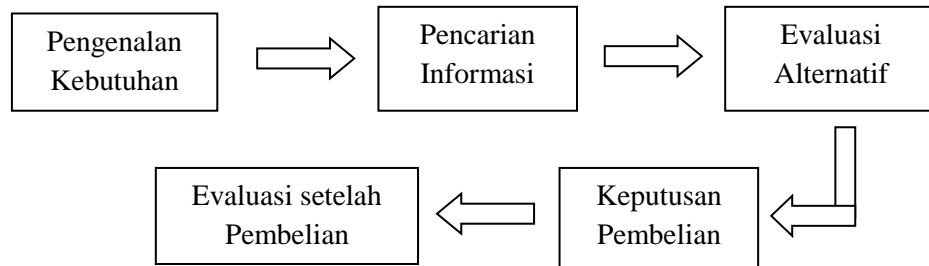 Pengenalan
Kebutuhan
Pencarian
Informasi
Evaluasi
Alternatif
Keputusan
Pembelian
Evaluasi setelah
Pembelian